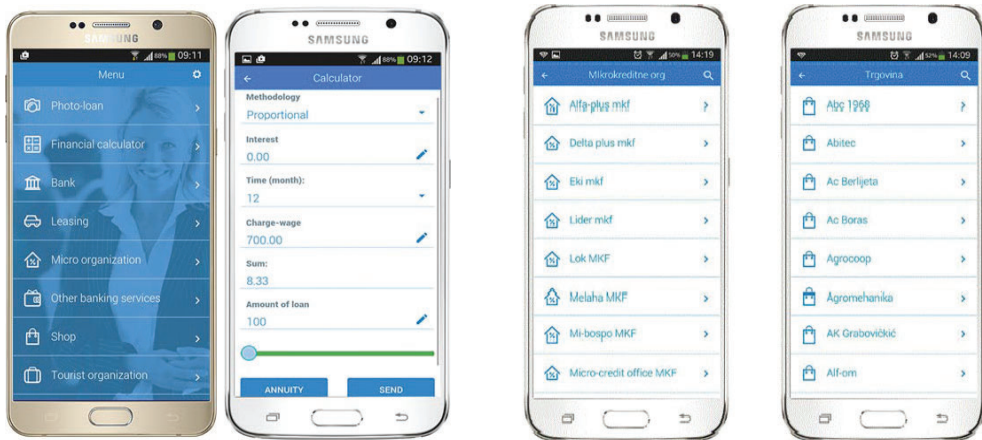 SAMSUNG
88% 09:11
Menu
Photo-loan
Financial calculator
Bank
Leasing
Micro organization
Other banking services
Shop
Tourist organization
SAMSUNG
88% 09:12
Calculator
Methodology
Proportional
Interest
0.00
Time (month):
12
Charge-wage
700.00
Sum:
8.33
Amount of loan
100
ANNUITY
SEND
SAMSUNG
50% 14:19
Mikrokreditne org
Alfa-plus mkf
Delta plus mkf
Eki mkf
Lider mkf
Lok MKF
Melaha MKF
Mi-bospo MKF
Micro-credit office MKF
SAMSUNG
52% 14:09
Trgovina
Abc 1968
Abitec
Ac Berlijeta
Ac Boras
Agrocoop
Agromehanika
AK Grabovičkić
Alf-om